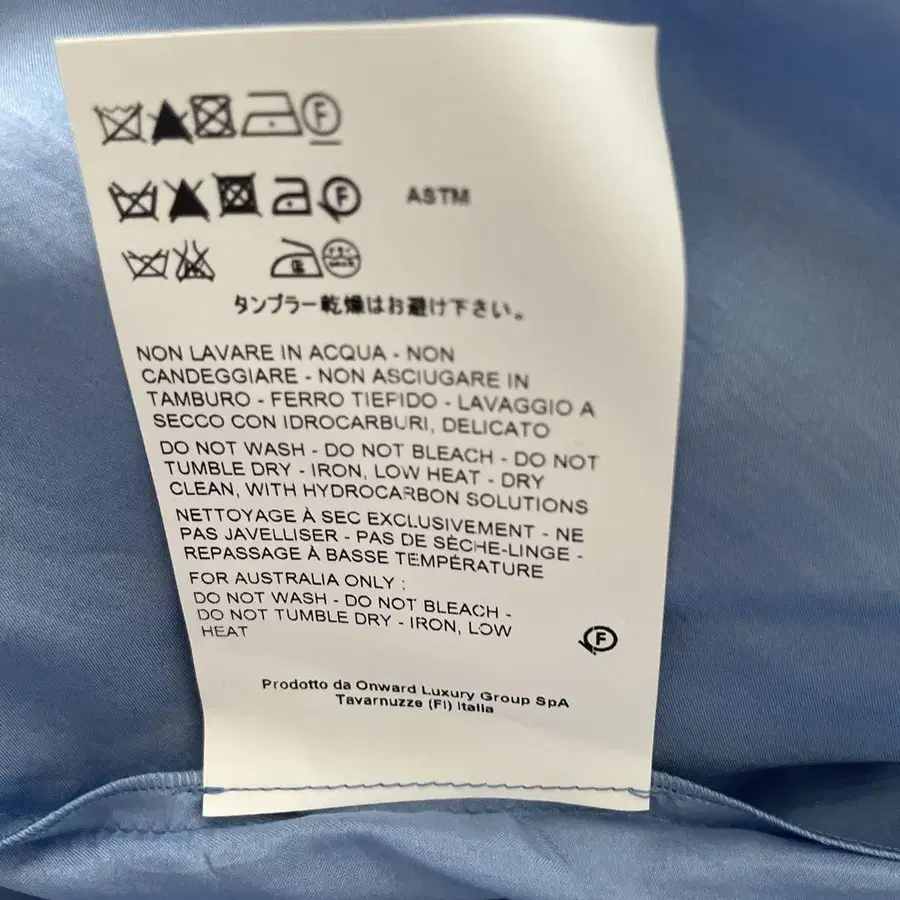 F
F ASTM
タンブラー乾燥はお避け下さい。
NON LAVARE IN ACQUA - NON
CANDEGGIARE - NON ASCIUGARE IN
TAMBURO - FERRO TIEFIDO - LAVAGGIO A
SECCO CON IDROCARBURI, DELICATO
DO NOT WASH - DO NOT BLEACH - DO NOT
TUMBLE DRY - IRON, LOW HEAT - DRY
CLEAN, WITH HYDROCARBON SOLUTIONS
NETTOYAGE À SEC EXCLUSIVEMENT - NE
PAS JAVELLISER - PAS DE SÈCHE-LINGE -
REPASSAGE À BASSE TEMPÉRATURE
FOR AUSTRALIA ONLY :
DO NOT WASH - DO NOT BLEACH -
DO NOT TUMBLE DRY - IRON, LOW
HEAT
F
Prodotto da Onward Luxury Group SpA
Tavarnuzze (FI) Italia